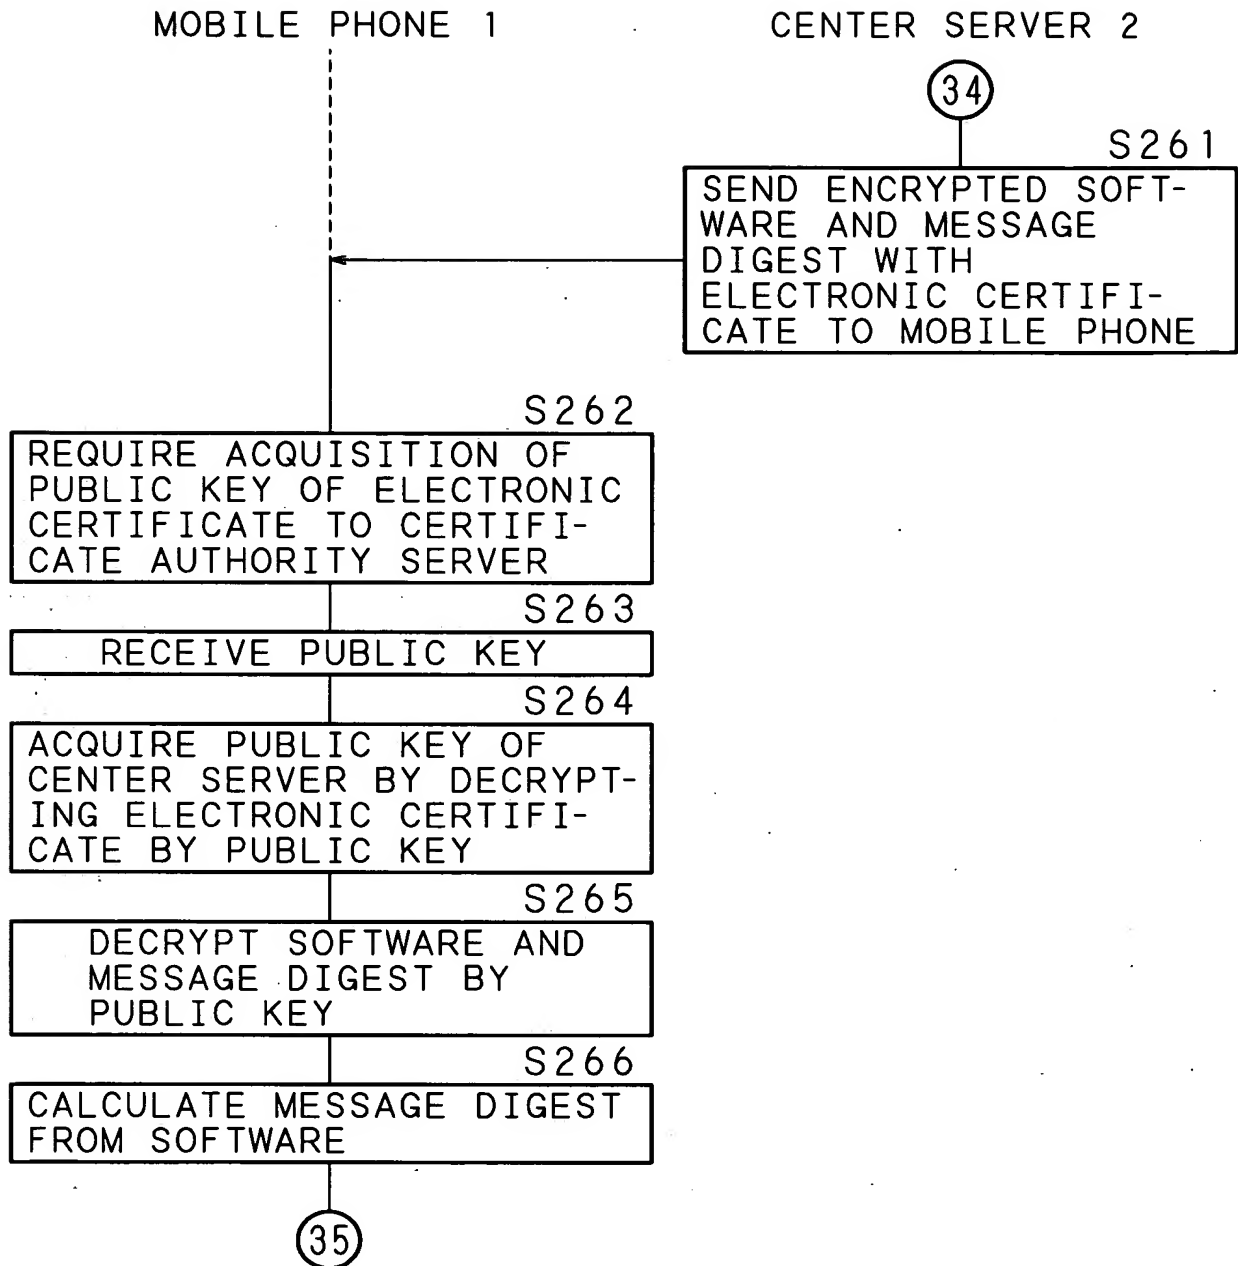 MOBILE PHONE 1
CENTER SERVER 2
34
S261
SEND ENCRYPTED SOFT-
WARE AND MESSAGE
DIGEST WITH
ELECTRONIC CERTIFI-
CATE TO MOBILE PHONE
S262
REQUIRE ACQUISITION OF
PUBLIC KEY OF ELECTRONIC
CERTIFICATE TO CERTIFI-
CATE AUTHORITY SERVER
S263
RECEIVE PUBLIC KEY
S264
ACQUIRE PUBLIC KEY OF
CENTER SERVER BY DECRYPT-
ING ELECTRONIC CERTIFI-
CATE BY PUBLIC KEY
S265
DECRYPT SOFTWARE AND
MESSAGE DIGEST BY
PUBLIC KEY
S266
CALCULATE MESSAGE DIGEST
FROM SOFTWARE
35